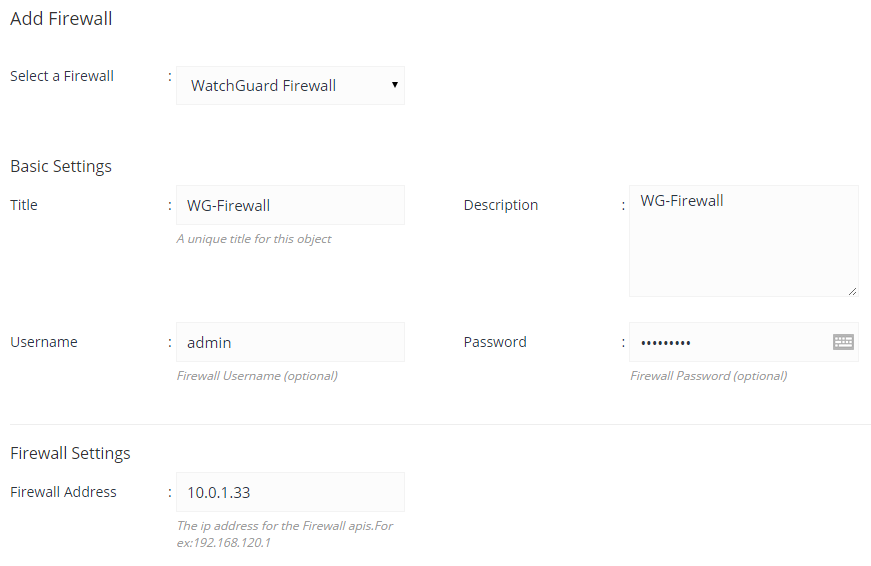 Add Firewall
Select a Firewall : WatchGuard Firewall
Basic Settings
Title : WG-Firewall Description : WG-Firewall
A unique title for this object
Username : admin Password : •••••••••
Firewall Username (optional) Firewall Password (optional)
Firewall Settings
Firewall Address : 10.0.1.33
The ip address for the Firewall apis.For
ex:192.168.120.1